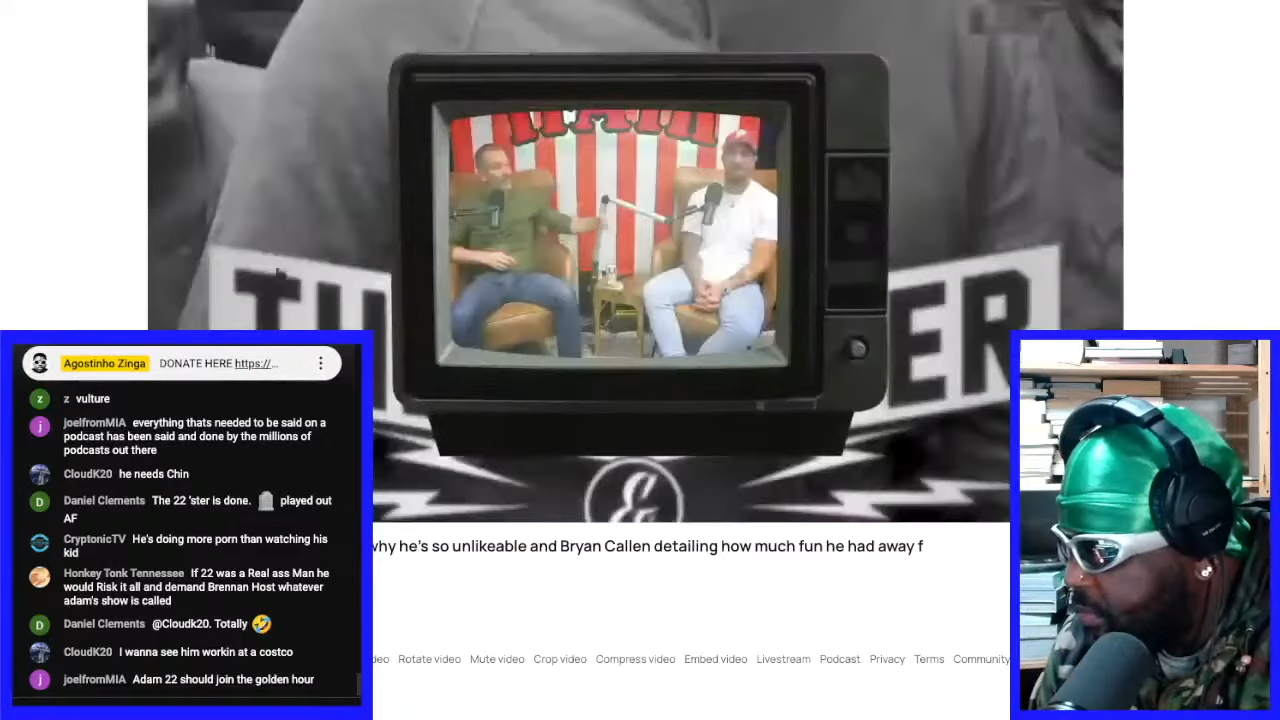 TH
ER
&
Agostinho Zinga DONATE HERE https://...
z z vulture
j joelfromMIA everything thats needed to be said on a
podcast has been said and done by the millions of
podcasts out there
CloudK20 he needs Chin
D Daniel Clements The 22 'ster is done. played out
AF
CryptonicTV He's doing more porn than watching his
kid
Honkey Tonk Tennessee If 22 was a Real ass Man he
would Risk it all and demand Brennan Host whatever
adam's show is called
D Daniel Clements @Cloudk20. Totally
CloudK20 I wanna see him workin at a costco
j joelfromMIA Adam 22 should join the golden hour
why he's so unlikeable and Bryan Callen detailing how much fun he had away f
deo Rotate video Mute video Crop video Compress video Embed video Livestream Podcast Privacy Terms Community